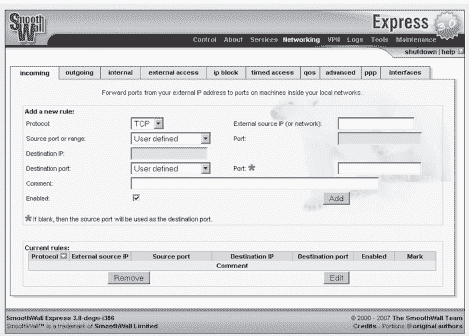 Smooth
Wall
Express 3.0
Control About Services Networking VPN Logs Tools Maintenance
shutdown | help
incoming outgoing internal external access ip block timed access qos advanced ppp interfaces
Forward ports from your external IP address to ports on machines inside your local networks.
Add a new rule:
Protocol: TCP External source IP (or network):
Source port or range: User defined Port:
Destination IP:
Destination port: User defined Port: *
Comment:
Enabled: Add
* If blank, then the source port will be used as the destination port.
Current rules:
Protocol External source IP Source port Destination IP Destination port Enabled Mark
Comment
Remove Edit
SmoothWall Express 3.0-degu-i386 © 2000 - 2007 The SmoothWall Team
SmoothWall™ is a trademark of SmoothWall Limited Credits - Portions © original authors